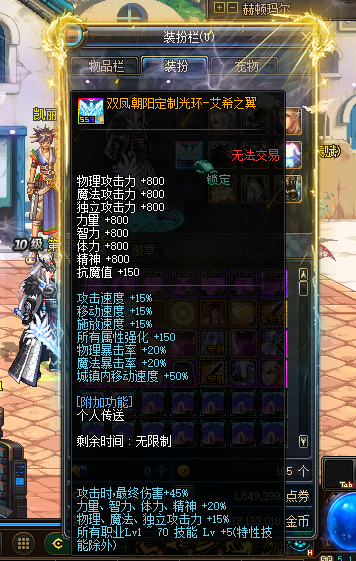 赫顿玛尔
装扮栏(U)
物品栏 装扮 宠物
凯丽
双凤朝阳定制光环-艾希之翼
无法交易
锁定
物理攻击力 +800
魔法攻击力 +800
独立攻击力 +800
力量 +800
智力 +800
体力 +800
精神 +800
抗魔值 +150
10 级
攻击速度 +15%
移动速度 +15%
施放速度 +15%
所有属性强化 +150
物理暴击率 +20%
魔法暴击率 +20%
城镇内移动速度 +50%
[附加功能]
个人传送
剩余时间：无限制
0 个
5 个
Tab
攻击时,最终伤害+45%
1,849,399 点券
力量、智力、体力、精神 +20%
物理、魔法、独立攻击力 +15%
金币
所有职业Lvl 70 技能 Lv +5(特性技
能除外)
H